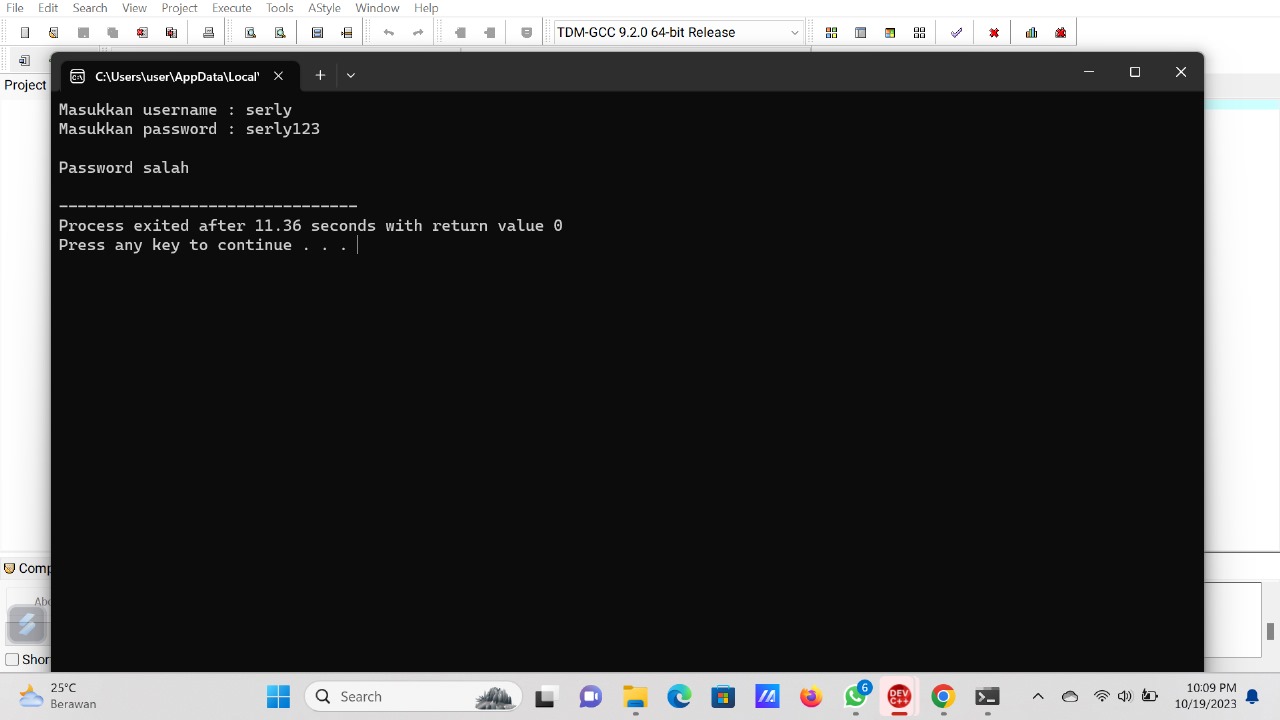 File Edit Search View Project Execute Tools AStyle Window Help
TDM-GCC 9.2.0 64-bit Release
C:\Users\user\AppData\Local\
Project
Masukkan username : serly
Masukkan password : serly123
Password salah
--------------------------------
Process exited after 11.36 seconds with return value 0
Press any key to continue . . .
Comp
Abo
Shor
25°C
Berawan
Search
6
DEV
C++
10:09 PM
10/19/2023